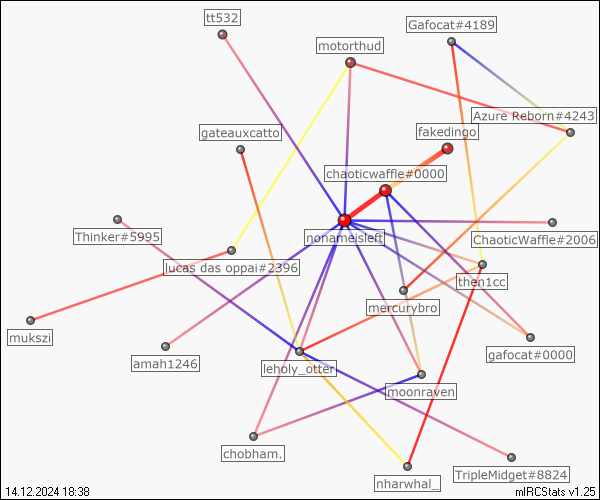 tt532
Gafocat#4189
motorthud
Azure Reborn#4243
gateauxcatto
fakedingo
chaoticwaffle#0000
Thinker#5995
nonameisleft
ChaoticWaffle#2006
lucas das oppai#2396
then1cc
mercurybro
mukszi
amah1246
leholy_otter
gafocat#0000
moonraven
chobham.
nharwhal_
TripleMidget#8824
14.12.2024 18:38
mIRCStats v1.25